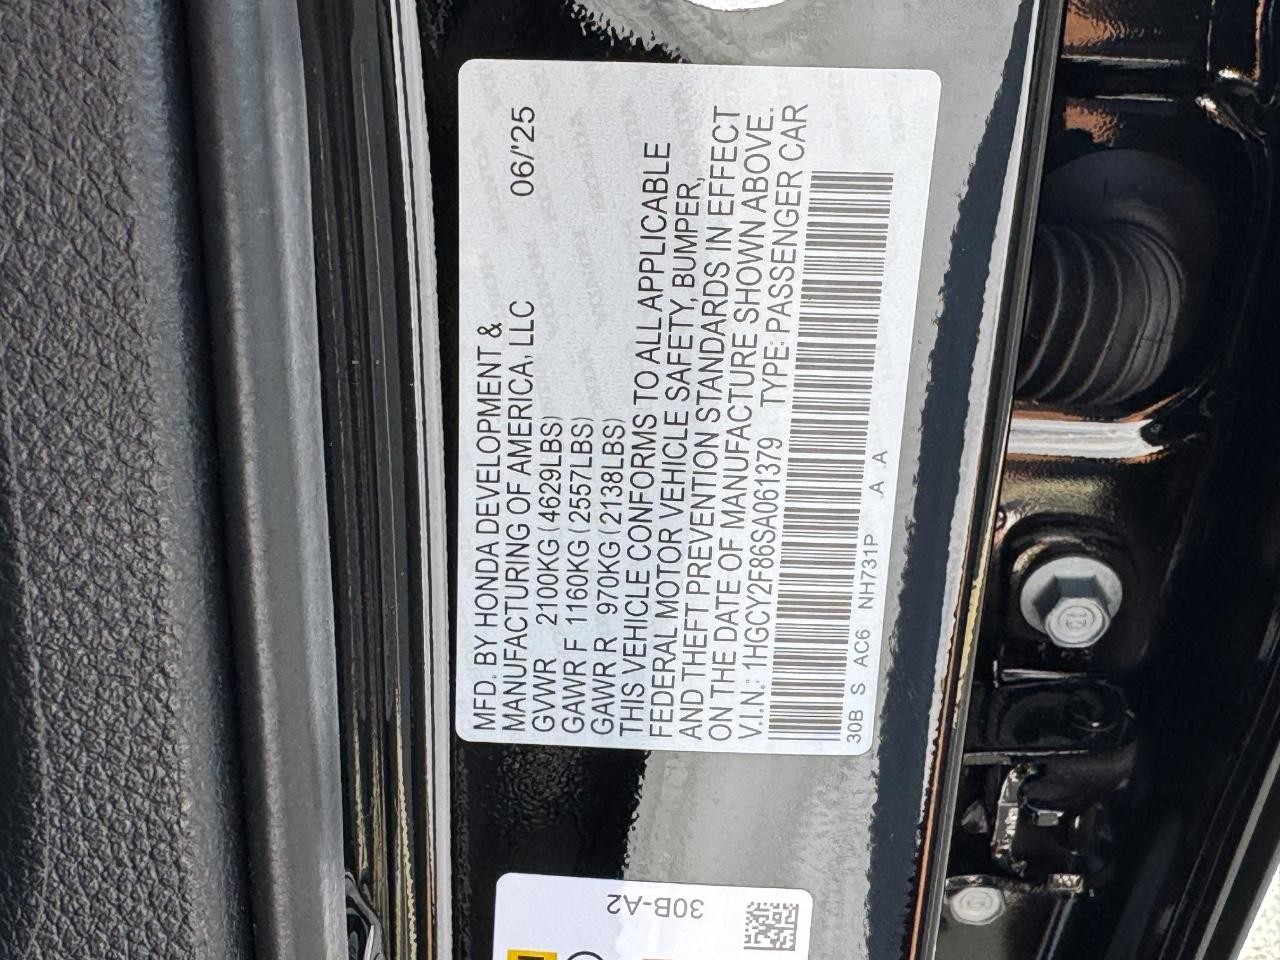 MFD. BY HONDA DEVELOPMENT &
MANUFACTURING OF AMERICA, LLC 06/'25
GVWR 2100KG (4629LBS)
GAWR F 1160KG (2557LBS)
GAWR R 970KG (2138LBS)
THIS VEHICLE CONFORMS TO ALL APPLICABLE
FEDERAL MOTOR VEHICLE SAFETY, BUMPER,
AND THEFT PREVENTION STANDARDS IN EFFECT
ON THE DATE OF MANUFACTURE SHOWN ABOVE.
V.I.N.: 1HGCY2F86SA061379 TYPE: PASSENGER CAR
30B S AC6 NH731P A A
30B-A2